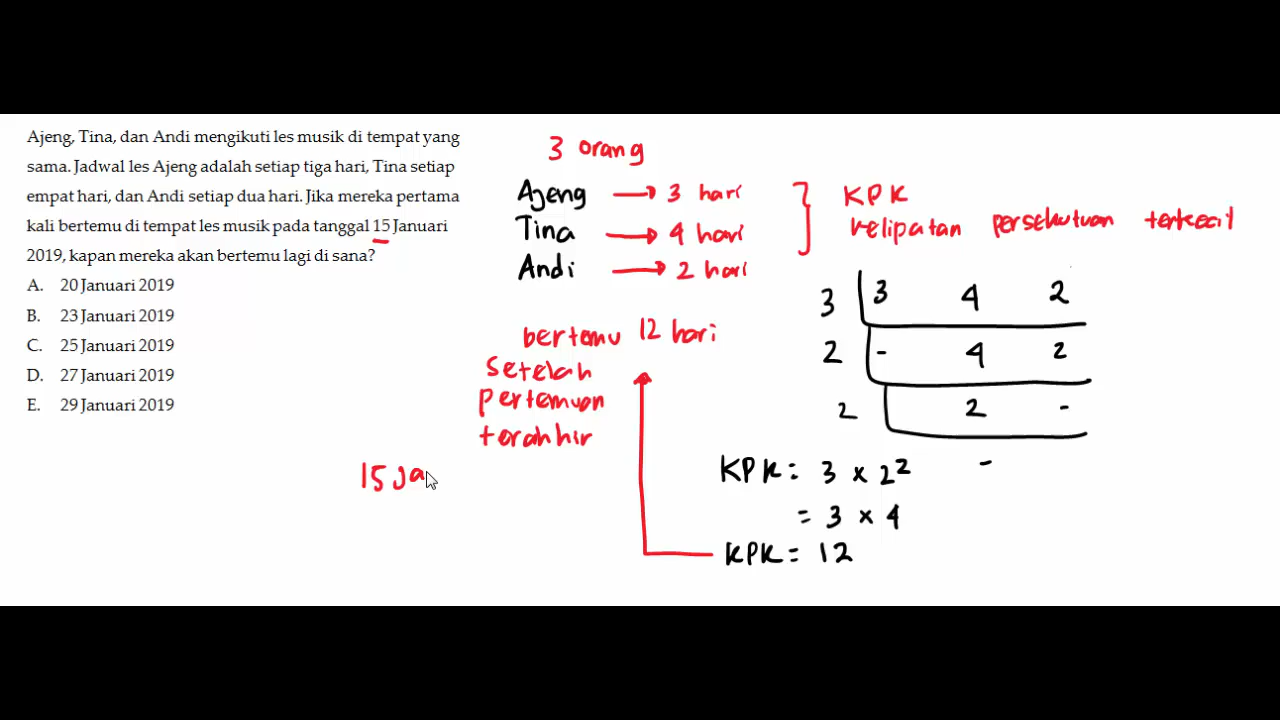 Ajeng, Tina, dan Andi mengikuti les musik di tempat yang
sama. Jadwal les Ajeng adalah setiap tiga hari, Tina setiap
empat hari, dan Andi setiap dua hari. Jika mereka pertama
kali bertemu di tempat les musik pada tanggal 15 Januari
2019, kapan mereka akan bertemu lagi di sana?
A. 20 Januari 2019
B. 23 Januari 2019
C. 25 Januari 2019
D. 27 Januari 2019
E. 29 Januari 2019
3 orang
Ajeng → 3 hari
Tina → 4 hari
Andi → 2 hari
KPK
kelipatan persekutuan terkecil
3 3 4 2
2 - 4 2
2 2 -
-
KPK = 3 × 2²
= 3 × 4
KPK = 12
bertemu 12 hari
setelah
pertemuan
terakhir
15 Ja